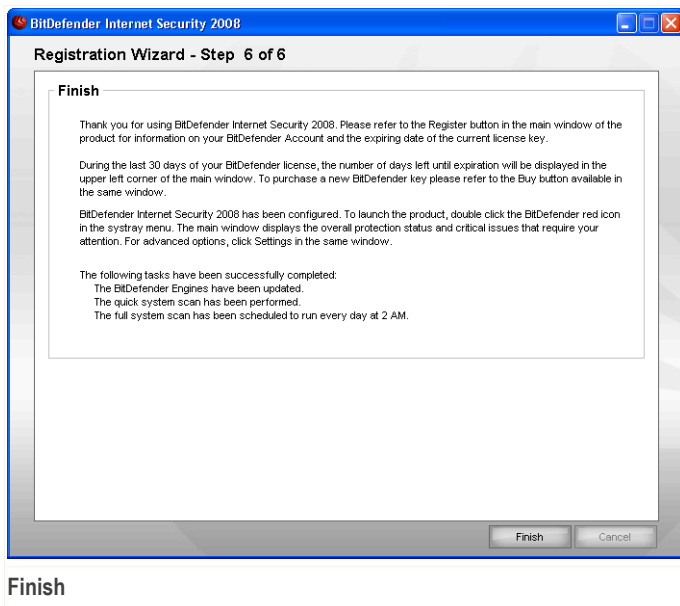 BitDefender Internet Security 2008
Registration Wizard - Step 6 of 6
Finish
Thank you for using BitDefender Internet Security 2008. Please refer to the Register button in the main window of the
product for information on your BitDefender Account and the expiring date of the current license key.
During the last 30 days of your BitDefender license, the number of days left until expiration will be displayed in the
upper left corner of the main window. To purchase a new BitDefender key please refer to the Buy button available in
the same window.
BitDefender Internet Security 2008 has been configured. To launch the product, double click the BitDefender red icon
in the systray menu. The main window displays the overall protection status and critical issues that require your
attention. For advanced options, click Settings in the same window.
The following tasks have been successfully completed:
The BitDefender Engines have been updated.
The quick system scan has been performed.
The full system scan has been scheduled to run every day at 2 AM.
Finish
Cancel
Finish